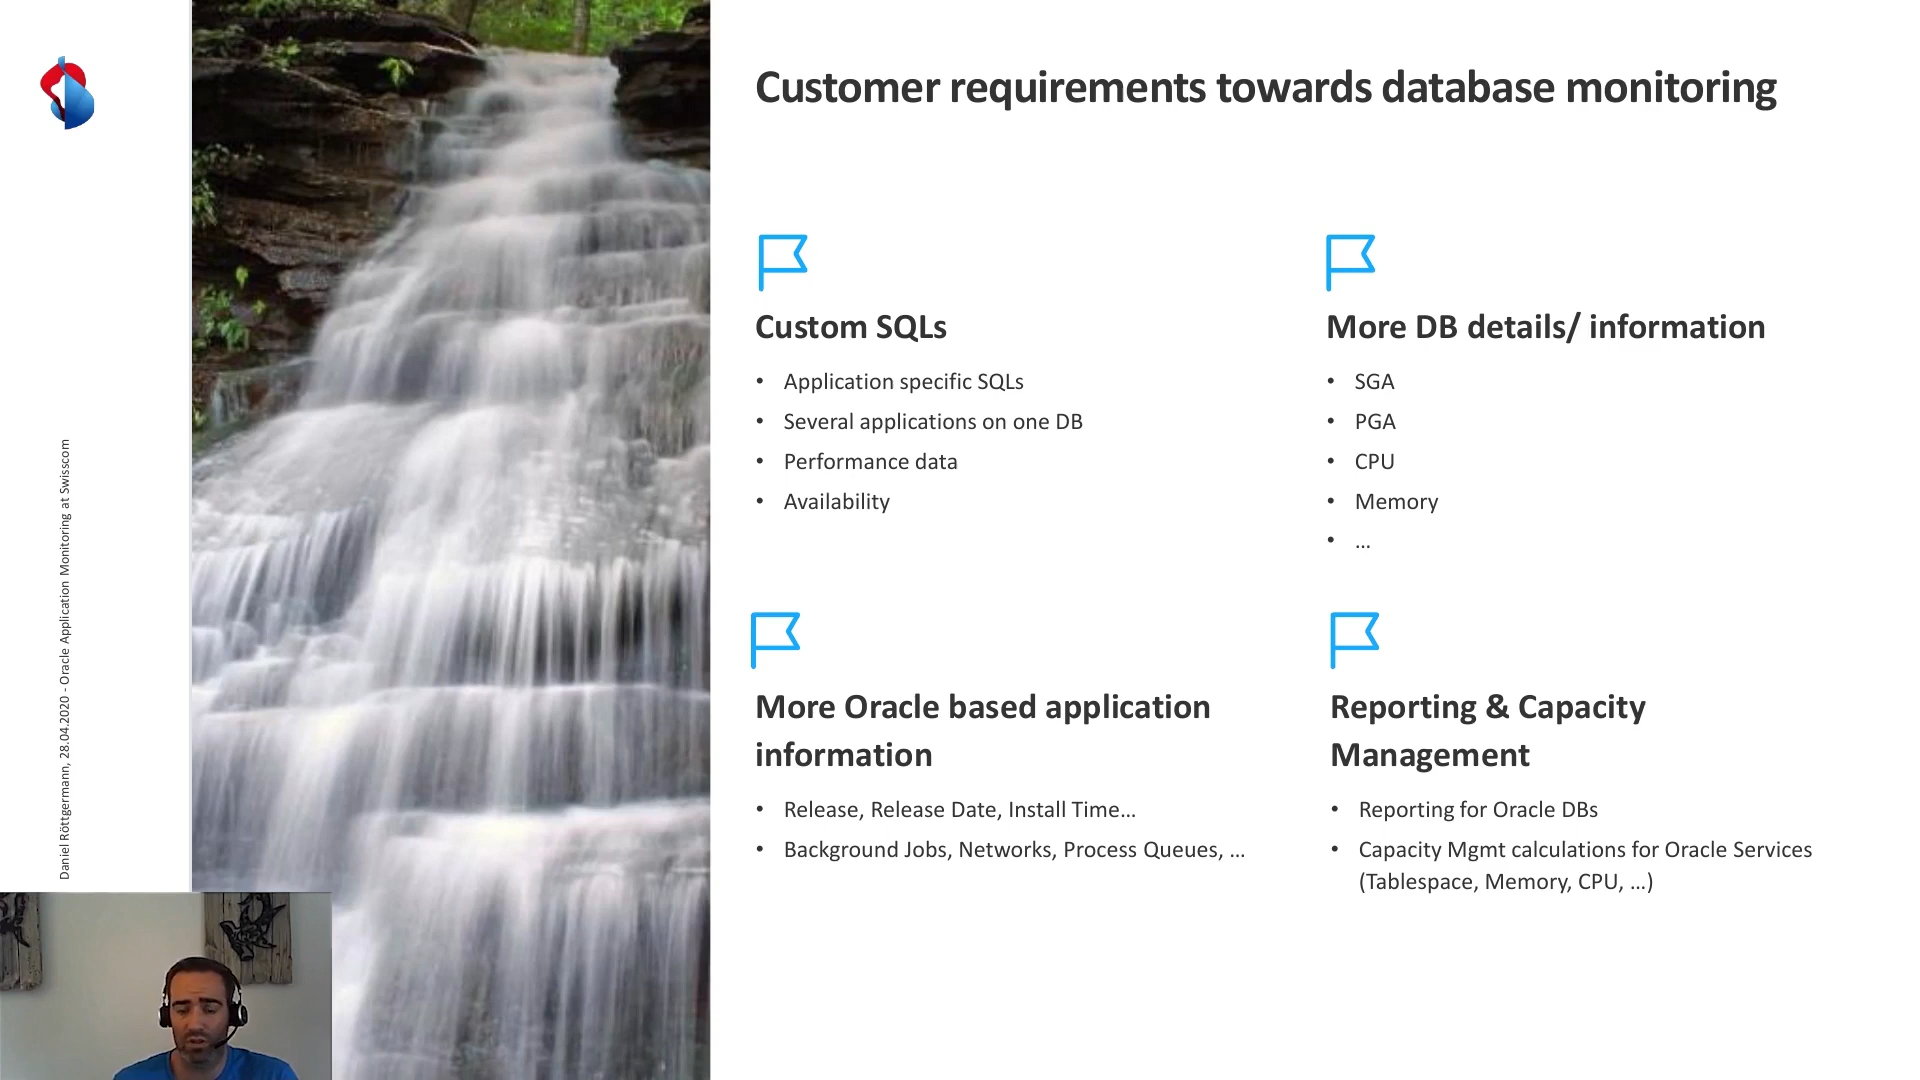 Customer requirements towards database monitoring
Custom SQLs
• Application specific SQLs
• Several applications on one DB
• Performance data
• Availability
More DB details/ information
• SGA
• PGA
• CPU
• Memory
• ...
More Oracle based application
information
• Release, Release Date, Install Time...
• Background Jobs, Networks, Process Queues, ...
Reporting & Capacity
Management
• Reporting for Oracle DBs
• Capacity Mgmt calculations for Oracle Services
(Tablespace, Memory, CPU, ...)
Daniel Röttgermann, 28.04.2020 - Oracle Application Monitoring at Swisscom